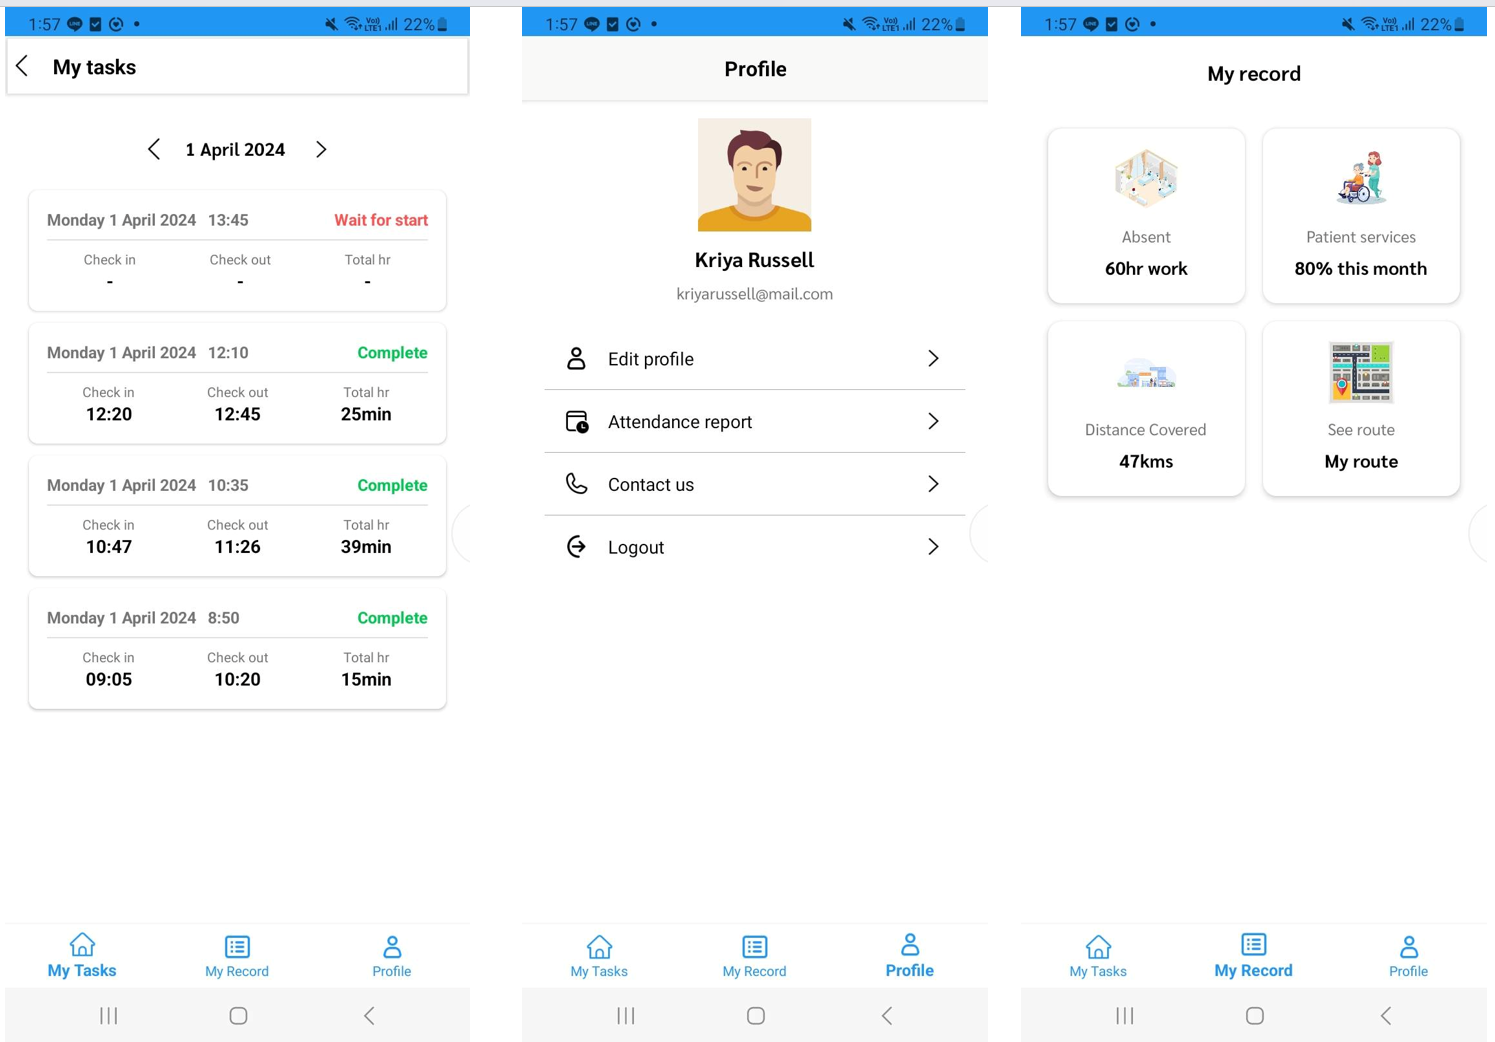 1:57 22%
My tasks
1 April 2024
Monday 1 April 2024 13:45 Wait for start
Check in Check out Total hr
- - -
Monday 1 April 2024 12:10 Complete
Check in Check out Total hr
12:20 12:45 25min
Monday 1 April 2024 10:35 Complete
Check in Check out Total hr
10:47 11:26 39min
Monday 1 April 2024 8:50 Complete
Check in Check out Total hr
09:05 10:20 15min
My Tasks My Record Profile
1:57 22%
Profile
Kriya Russell
kriyarussell@mail.com
Edit profile
Attendance report
Contact us
Logout
My Tasks My Record Profile
1:57 22%
My record
Absent
60hr work
Patient services
80% this month
Distance Covered
47kms
See route
My route
My Tasks My Record Profile